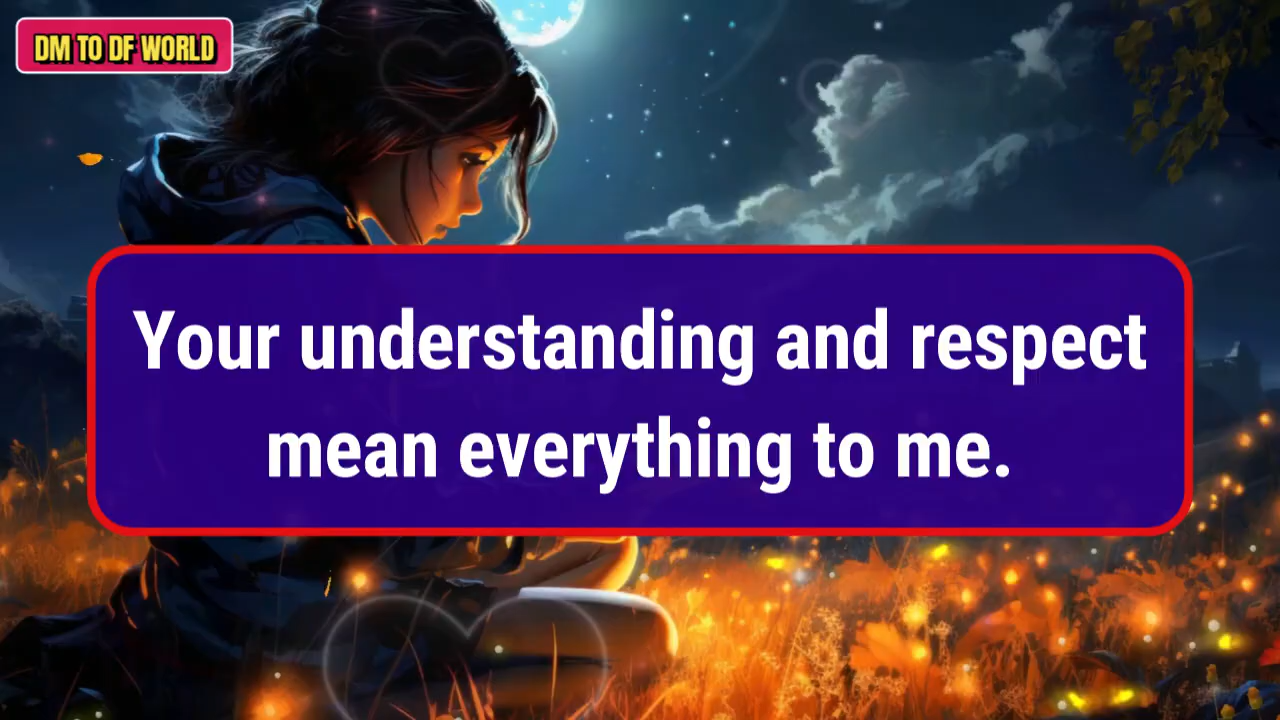 DM TO DF WORLD
Your understanding and respect
mean everything to me.